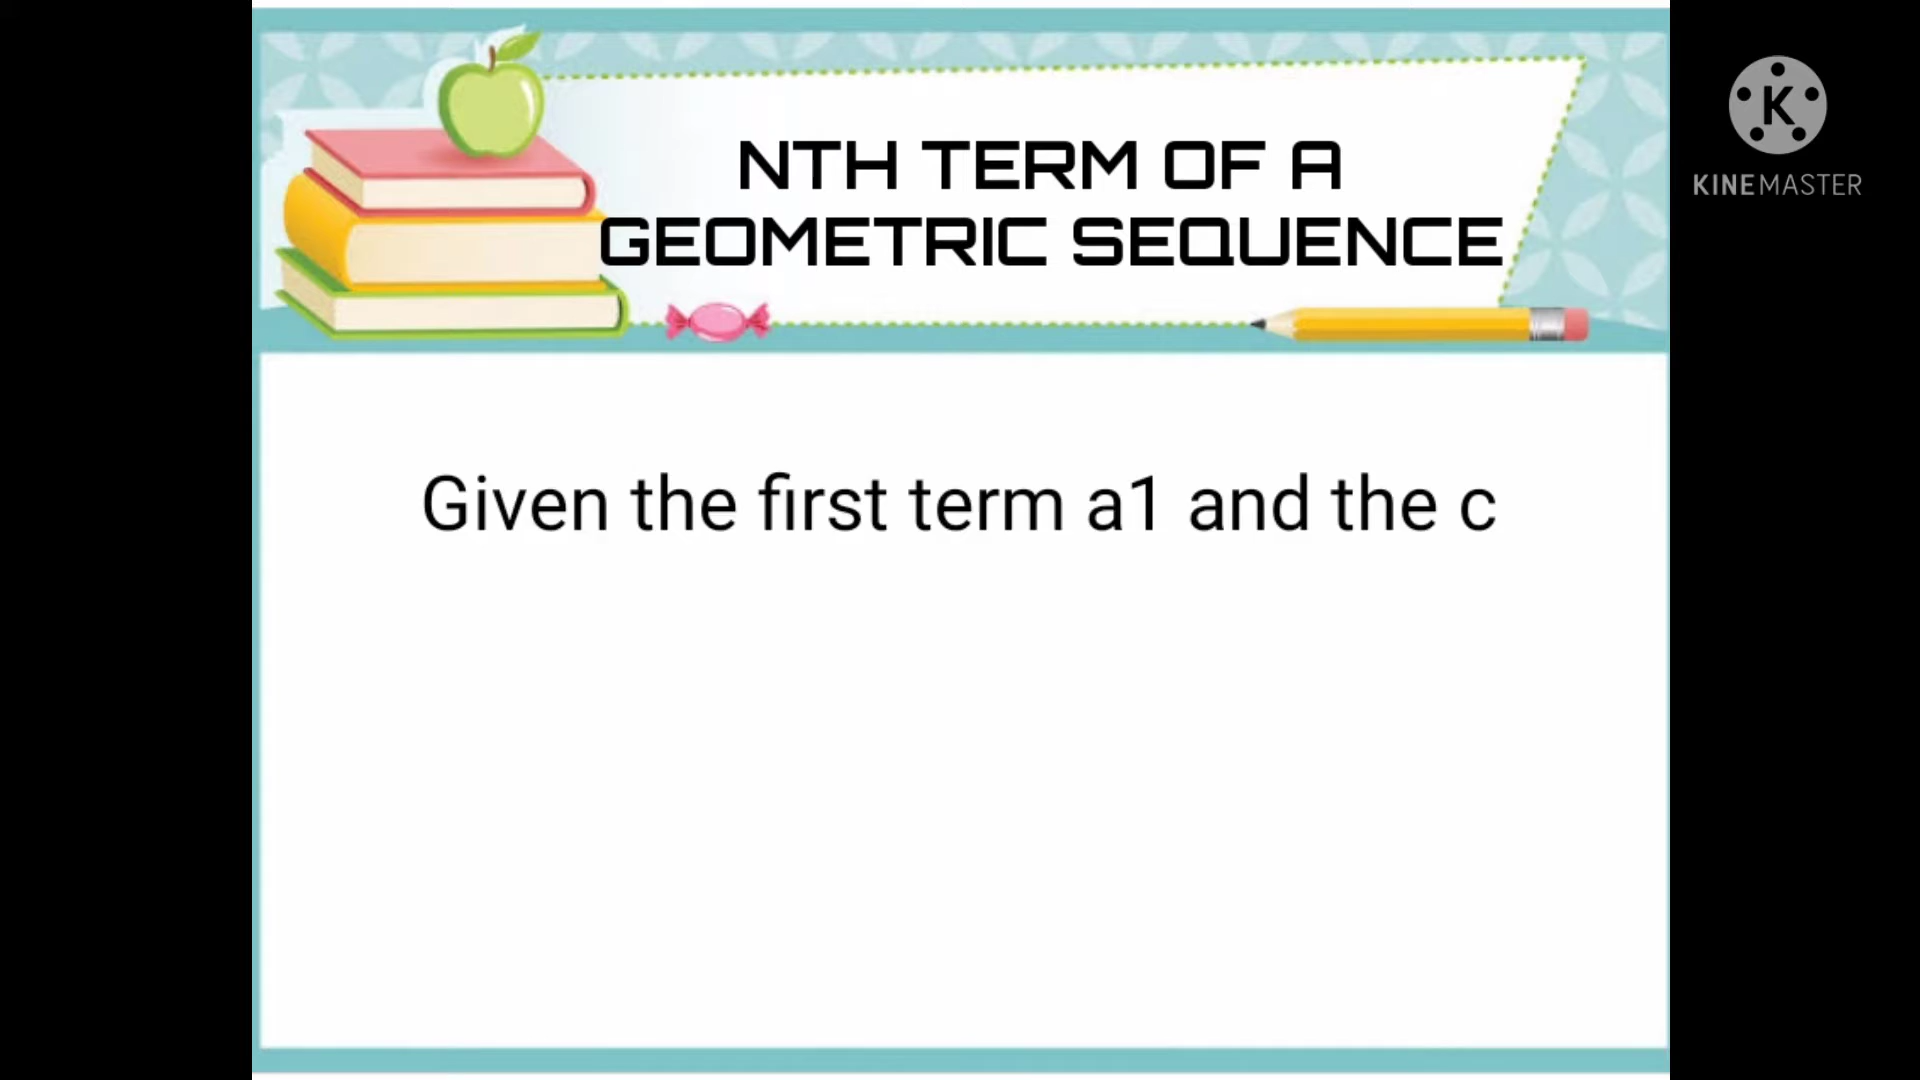 NTH TERM OF A
GEOMETRIC SEQUENCE
Given the first term a1 and the c
K
KINEMASTER